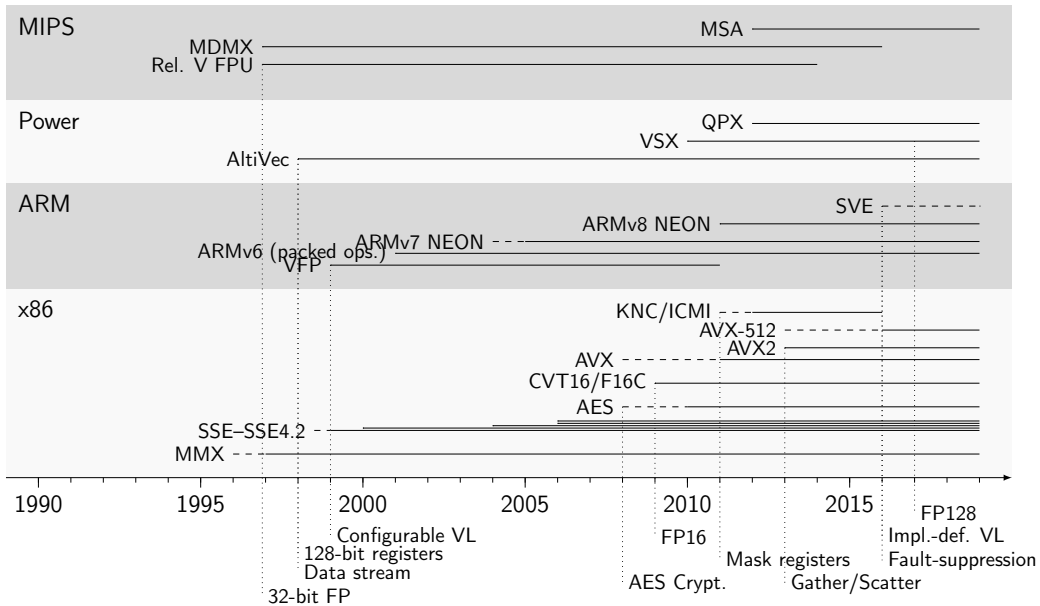 MIPS
MSA
MDMX
Rel. V FPU
Power
QPX
VSX
AltiVec
ARM
SVE
ARMv8 NEON
ARMv7 NEON
ARMv6 (packed ops.)
VFP
x86
KNC/ICMI
AVX-512
AVX2
AVX
CVT16/F16C
AES
SSE–SSE4.2
MMX
1990 1995 2000 2005 2010 2015
FP128
Configurable VL FP16 Impl.-def. VL
128-bit registers Mask registers Fault-suppression
Data stream AES Crypt. Gather/Scatter
32-bit FP